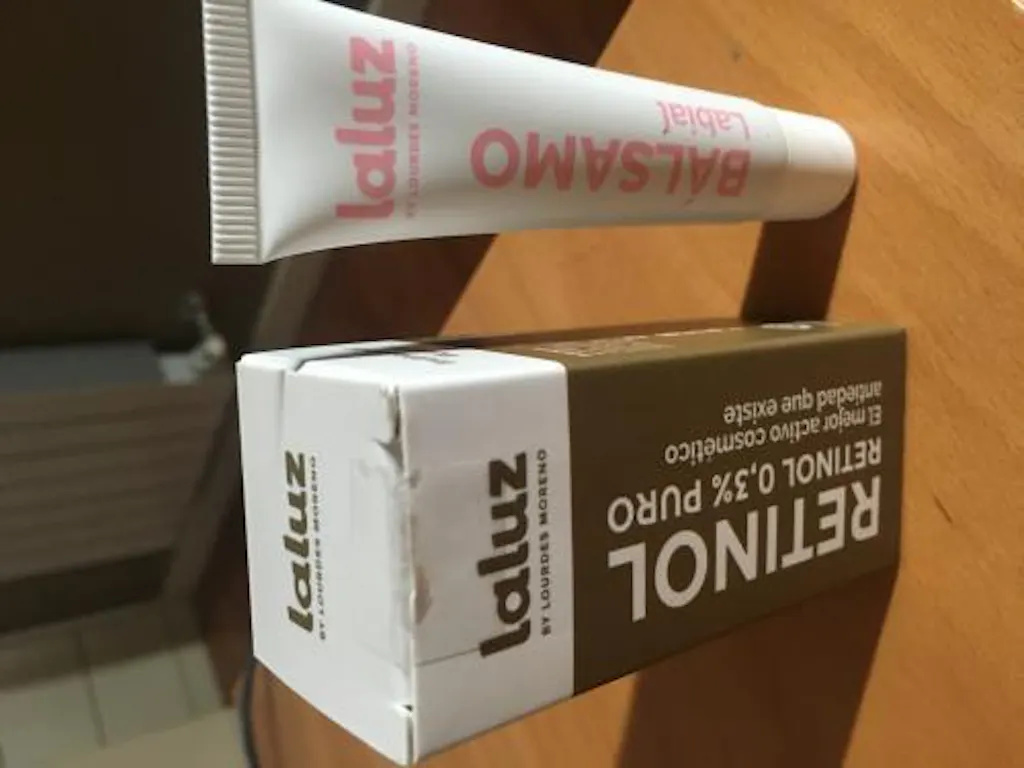 laluz
BY LOURDES MORENO
BÁLSAMO
Labial
laluz
BY LOURDES MORENO
laluz
BY LOURDES MORENO
RETINOL
RETINOL 0,3% PURO
El mejor activo cosmético
antiedad que existe